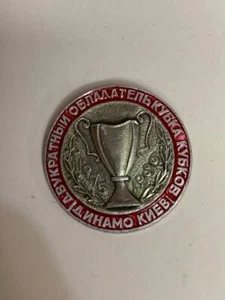 ДВУКРАТНЫЙ ОБЛАДАТЕЛЬ КУБКА КУБКОВ
ДИНАМО КИЕВ